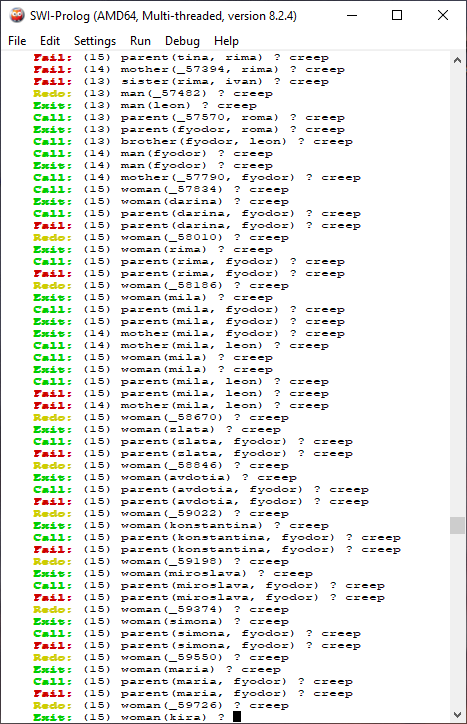 SWI-Prolog (AMD64, Multi-threaded, version 8.2.4)
File Edit Settings Run Debug Help
Fail: (15) parent(tina, rima) ? creep
Fail: (14) mother(_57394, rima) ? creep
Fail: (13) sister(rima, ivan) ? creep
Redo: (13) man(_57482) ? creep
Exit: (13) man(leon) ? creep
Call: (13) parent(_57570, roma) ? creep
Exit: (13) parent(fyodor, roma) ? creep
Call: (13) brother(fyodor, leon) ? creep
Call: (14) man(fyodor) ? creep
Exit: (14) man(fyodor) ? creep
Call: (14) mother(_57790, fyodor) ? creep
Call: (15) woman(_57834) ? creep
Exit: (15) woman(darina) ? creep
Call: (15) parent(darina, fyodor) ? creep
Fail: (15) parent(darina, fyodor) ? creep
Redo: (15) woman(_58010) ? creep
Exit: (15) woman(rima) ? creep
Call: (15) parent(rima, fyodor) ? creep
Fail: (15) parent(rima, fyodor) ? creep
Redo: (15) woman(_58186) ? creep
Exit: (15) woman(mila) ? creep
Call: (15) parent(mila, fyodor) ? creep
Exit: (15) parent(mila, fyodor) ? creep
Exit: (14) mother(mila, fyodor) ? creep
Call: (14) mother(mila, leon) ? creep
Call: (15) woman(mila) ? creep
Exit: (15) woman(mila) ? creep
Call: (15) parent(mila, leon) ? creep
Fail: (15) parent(mila, leon) ? creep
Fail: (14) mother(mila, leon) ? creep
Redo: (15) woman(_58670) ? creep
Exit: (15) woman(zlata) ? creep
Call: (15) parent(zlata, fyodor) ? creep
Fail: (15) parent(zlata, fyodor) ? creep
Redo: (15) woman(_58846) ? creep
Exit: (15) woman(avdotia) ? creep
Call: (15) parent(avdotia, fyodor) ? creep
Fail: (15) parent(avdotia, fyodor) ? creep
Redo: (15) woman(_59022) ? creep
Exit: (15) woman(konstantina) ? creep
Call: (15) parent(konstantina, fyodor) ? creep
Fail: (15) parent(konstantina, fyodor) ? creep
Redo: (15) woman(_59198) ? creep
Exit: (15) woman(miroslava) ? creep
Call: (15) parent(miroslava, fyodor) ? creep
Fail: (15) parent(miroslava, fyodor) ? creep
Redo: (15) woman(_59374) ? creep
Exit: (15) woman(simona) ? creep
Call: (15) parent(simona, fyodor) ? creep
Fail: (15) parent(simona, fyodor) ? creep
Redo: (15) woman(_59550) ? creep
Exit: (15) woman(maria) ? creep
Call: (15) parent(maria, fyodor) ? creep
Fail: (15) parent(maria, fyodor) ? creep
Redo: (15) woman(_59726) ? creep
Exit: (15) woman(kira) ?